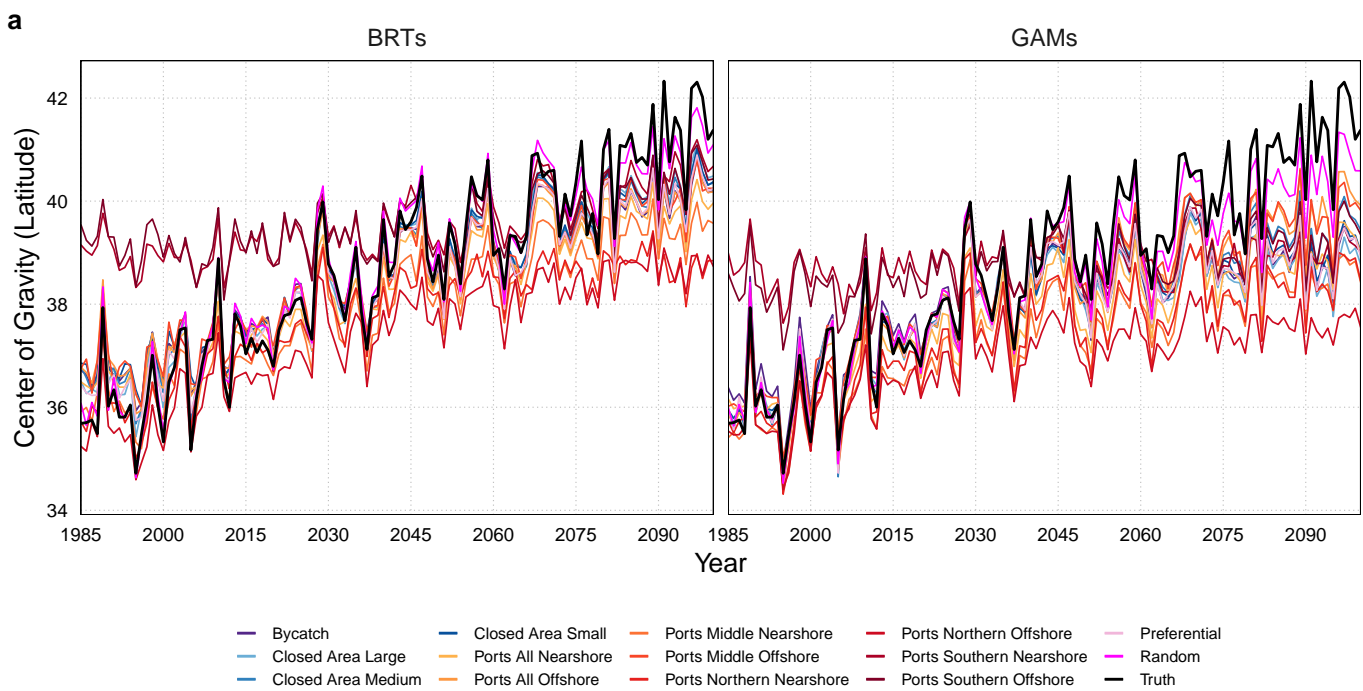 a
BRTs
GAMs
Center of Gravity (Latitude)
42
40
38
36
34
1985 2000 2015 2030 2045 2060 2075 2090
1985 2000 2015 2030 2045 2060 2075 2090
Year
Bycatch
Closed Area Large
Closed Area Medium
Closed Area Small
Ports All Nearshore
Ports All Offshore
Ports Middle Nearshore
Ports Middle Offshore
Ports Northern Nearshore
Ports Northern Offshore
Ports Southern Nearshore
Ports Southern Offshore
Preferential
Random
Truth